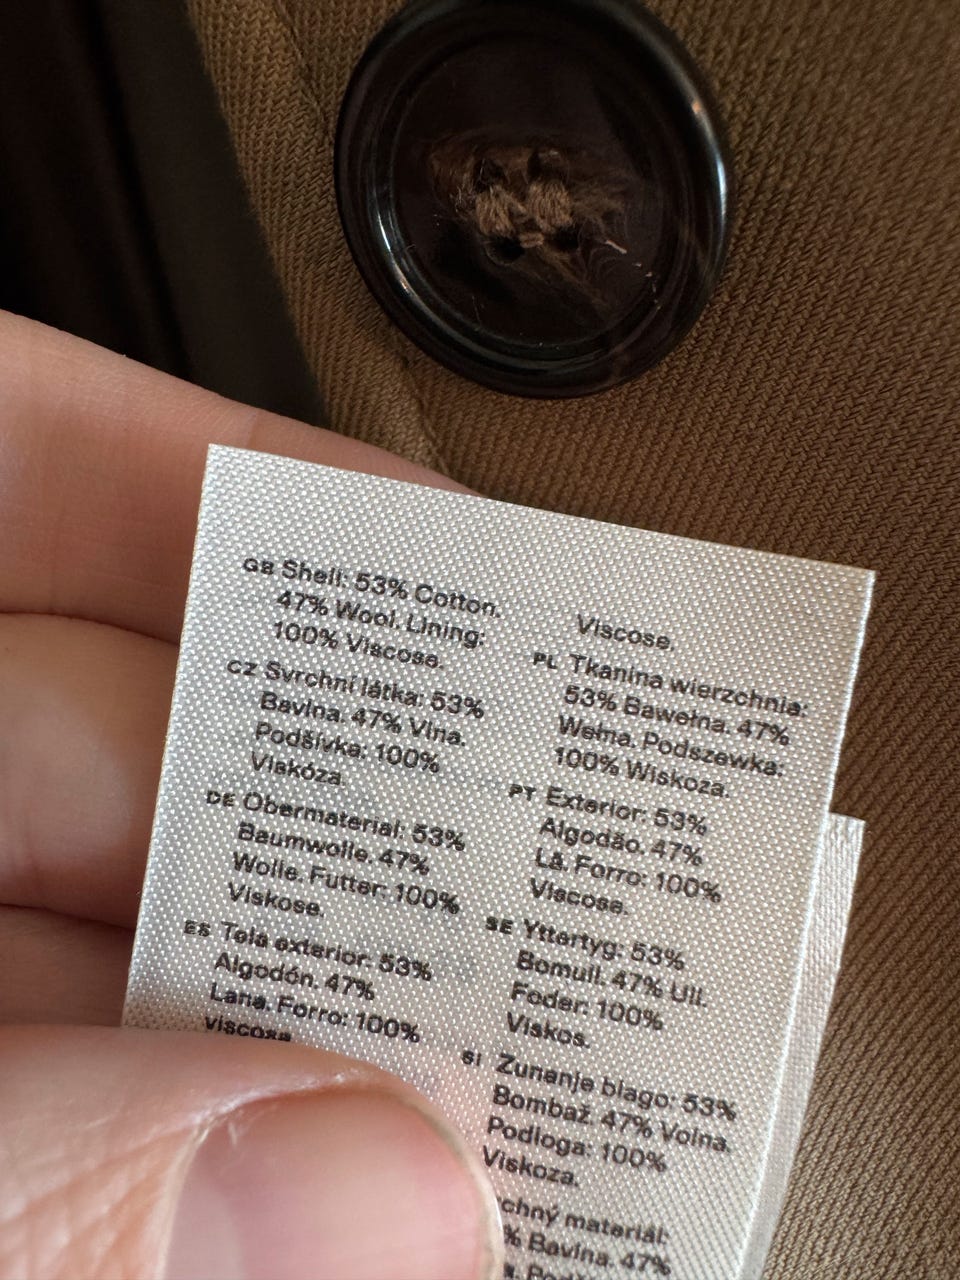 GB Shell: 53% Cotton.
47% Wool. Lining:
100% Viscose.
CZ Svrchní látka: 53%
Bavlna. 47% Vlna.
Podšívka: 100%
Viskóza.
DE Obermaterial: 53%
Baumwolle. 47%
Wolle. Futter: 100%
Viskose.
ES Tela exterior: 53%
Algodón. 47%
Lana. Forro: 100%
Viscose
Viscose.
PL Tkanina wierzchnia:
53% Bawełna. 47%
Wełna. Podszewka:
100% Wiskoza.
PT Exterior: 53%
Algodão. 47%
Lã. Forro: 100%
Viscose.
SE Yttertyg: 53%
Bomull. 47% Ull.
Foder: 100%
Viskos.
SI Zunanje blago: 53%
Bombaž. 47% Volna.
Podloga: 100%
Viskoza.
chný materiál:
% Bavlna. 47%